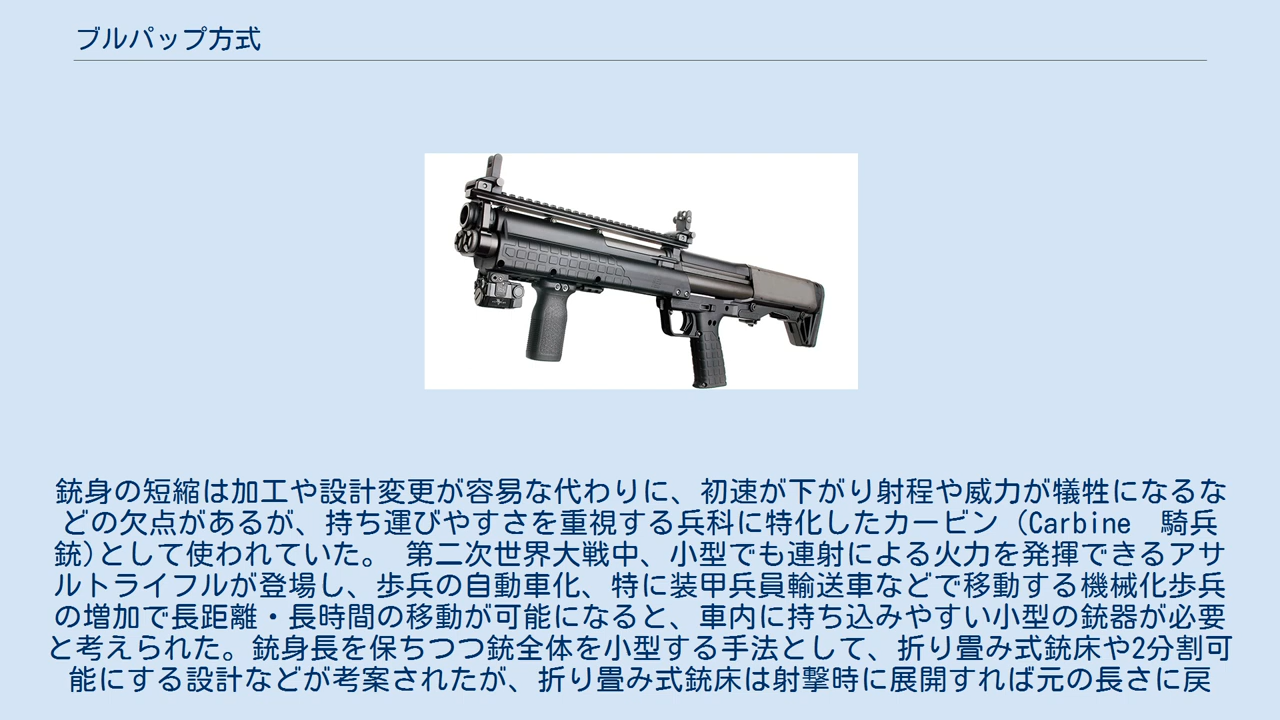 ブルパップ方式
銃身の短縮は加工や設計変更が容易な代わりに、初速が下がり射程や威力が犠牲になるな
どの欠点があるが、持ち運びやすさを重視する兵科に特化したカービン（Carbine　騎兵
銃)として使われていた。 第二次世界大戦中、小型でも連射による火力を発揮できるアサ
ルトライフルが登場し、歩兵の自動車化、特に装甲兵員輸送車などで移動する機械化歩兵
の増加で長距離・長時間の移動が可能になると、車内に持ち込みやすい小型の銃器が必要
と考えられた。銃身長を保ちつつ銃全体を小型する手法として、折り畳み式銃床や2分割可
能にする設計などが考案されたが、折り畳み式銃床は射撃時に展開すれば元の長さに戻